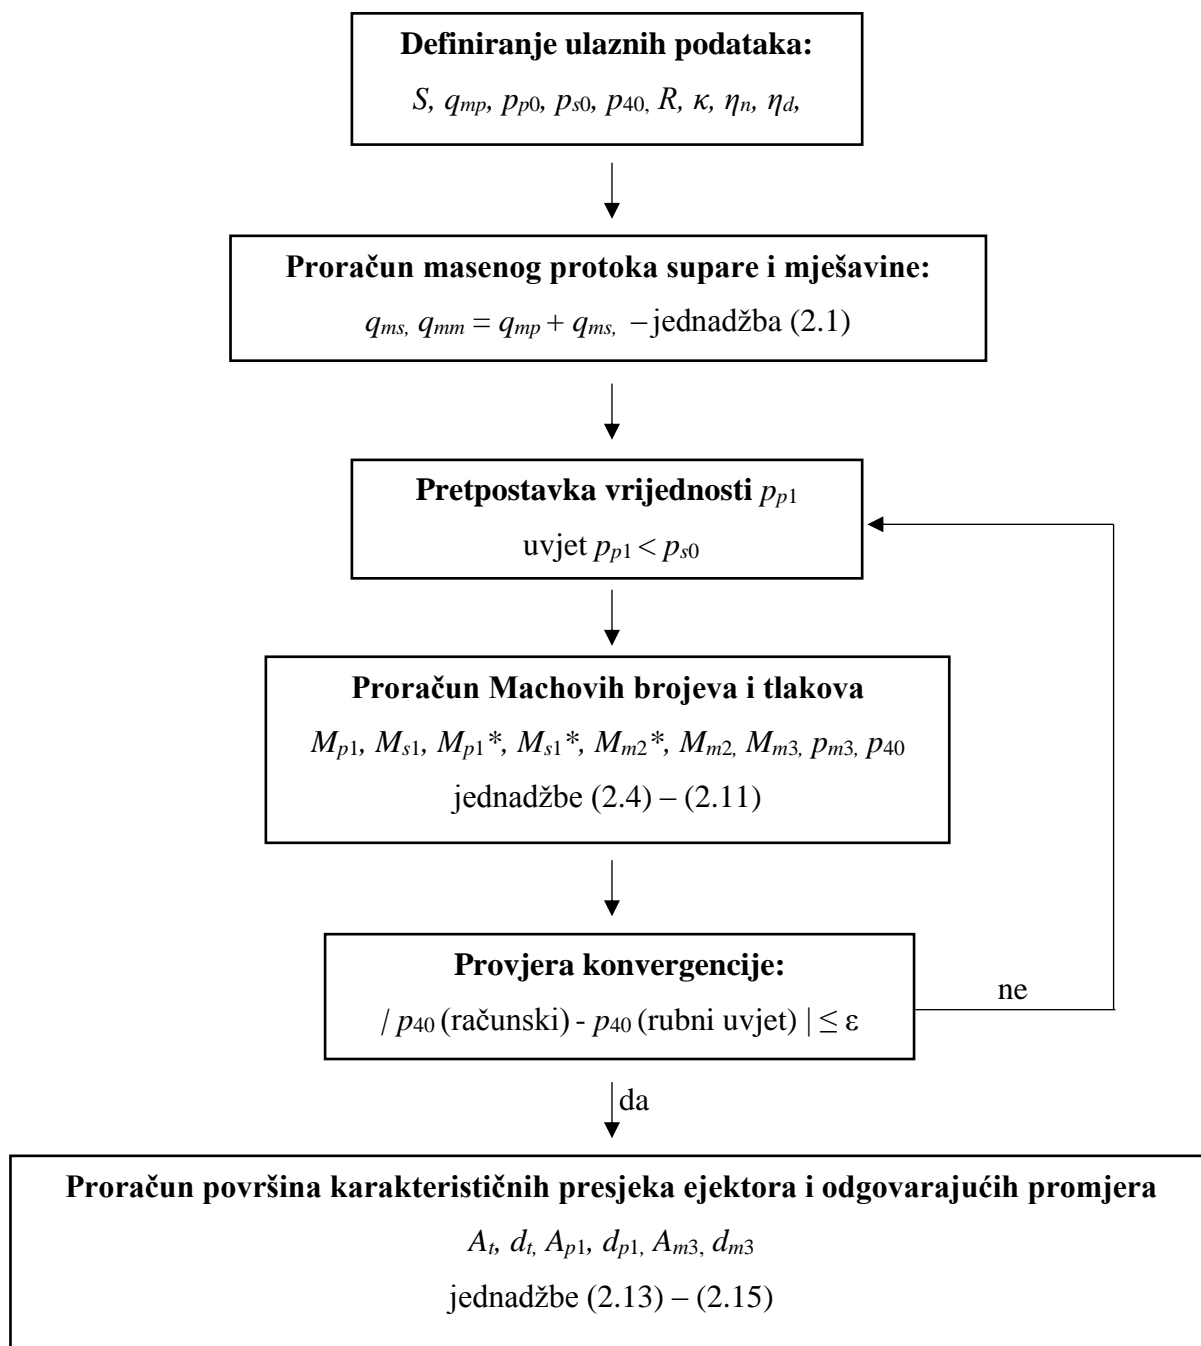 Definiranje ulaznih podataka:
S, qmp, pp0, ps0, p40, R, κ, ηn, ηd,
Proračun masenog protoka supare i mješavine:
qms, qmm = qmp + qms, – jednadžba (2.1)
Pretpostavka vrijednosti pp1
uvjet pp1 < ps0
Proračun Machovih brojeva i tlakova
Mp1, Ms1, Mp1*, Ms1*, Mm2*, Mm2, Mm3, pm3, p40
jednadžbe (2.4) – (2.11)
Provjera konvergencije:
| p40 (računski) - p40 (rubni uvjet) | ≤ ε
ne
da
Proračun površina karakterističnih presjeka ejektora i odgovarajućih promjera
At, dt, Ap1, dp1, Am3, dm3
jednadžbe (2.13) – (2.15)